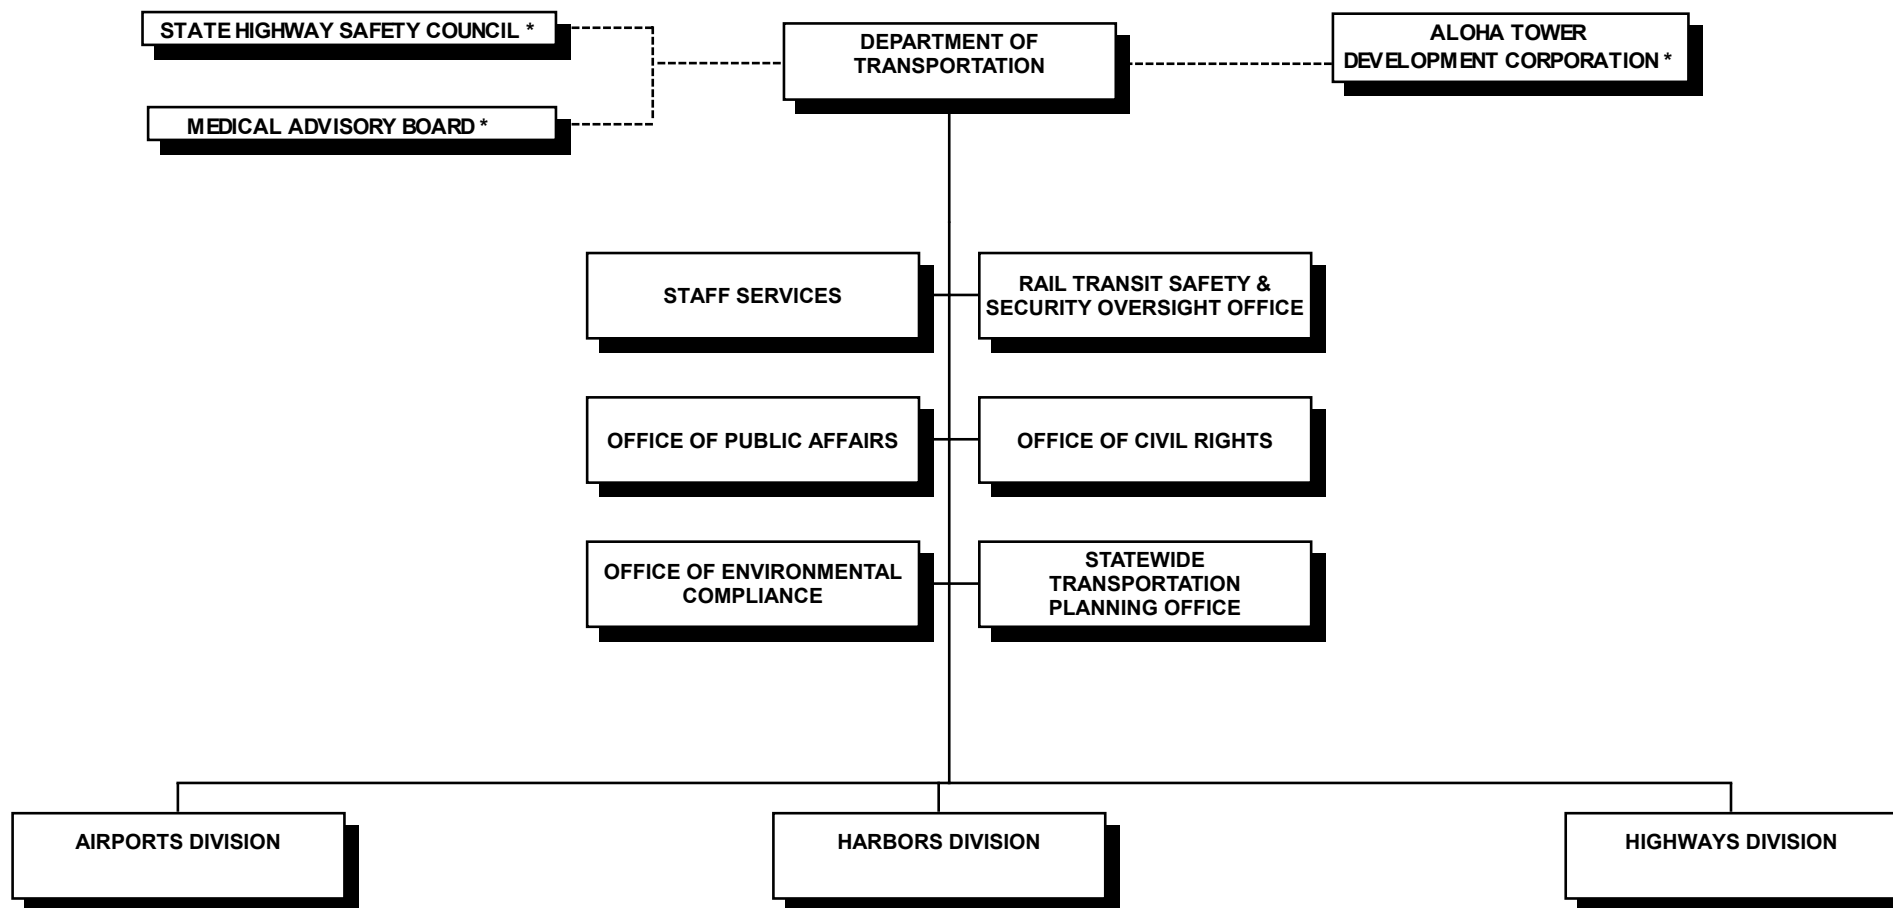 STATE HIGHWAY SAFETY COUNCIL *
MEDICAL ADVISORY BOARD *
DEPARTMENT OF
TRANSPORTATION
ALOHA TOWER
DEVELOPMENT CORPORATION *
STAFF SERVICES
RAIL TRANSIT SAFETY &
SECURITY OVERSIGHT OFFICE
OFFICE OF PUBLIC AFFAIRS
OFFICE OF CIVIL RIGHTS
OFFICE OF ENVIRONMENTAL
COMPLIANCE
STATEWIDE
TRANSPORTATION
PLANNING OFFICE
AIRPORTS DIVISION
HARBORS DIVISION
HIGHWAYS DIVISION